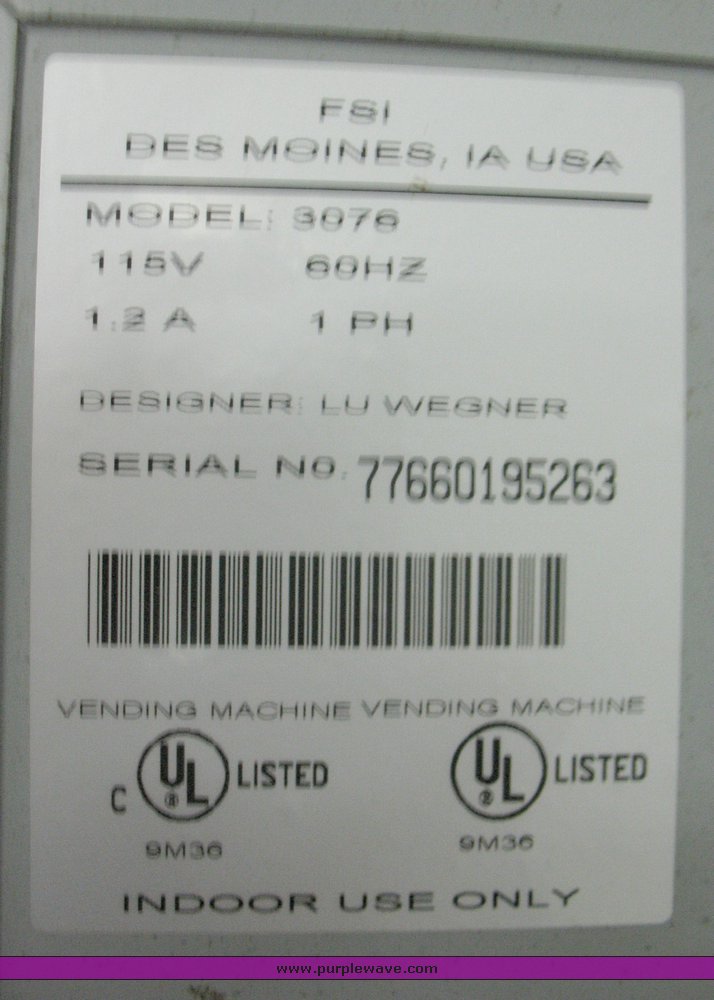 FSI
DES MOINES, IA USA
MODEL: 3076
115V 60HZ
1.2 A 1 PH
DESIGNER: LU WEGNER
SERIAL NO. 77660195263
VENDING MACHINE VENDING MACHINE
C UL ® LISTED UL ® LISTED
9M36 9M36
INDOOR USE ONLY
www.purplewave.com